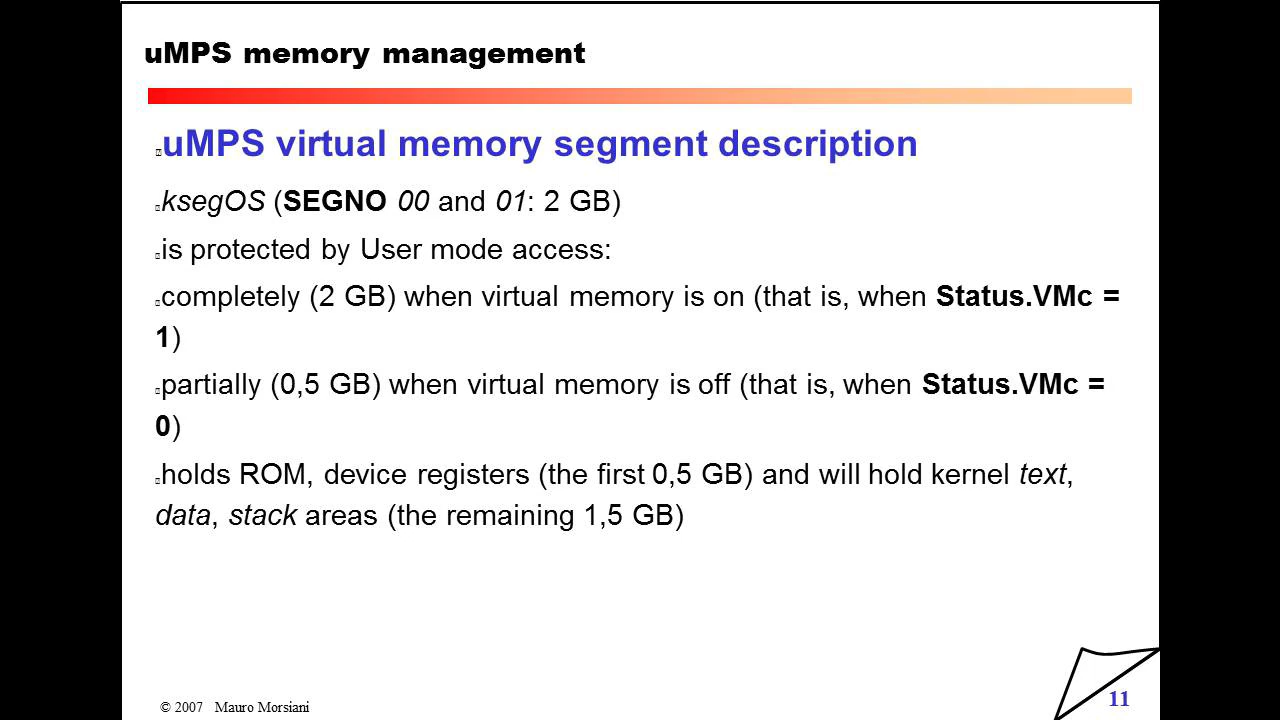 uMPS memory management
uMPS virtual memory segment description
ksegOS (SEGNO 00 and 01: 2 GB)
is protected by User mode access:
completely (2 GB) when virtual memory is on (that is, when Status.VMc =
1)
partially (0,5 GB) when virtual memory is off (that is, when Status.VMc =
0)
holds ROM, device registers (the first 0,5 GB) and will hold kernel text,
data, stack areas (the remaining 1,5 GB)
© 2007 Mauro Morsiani
11